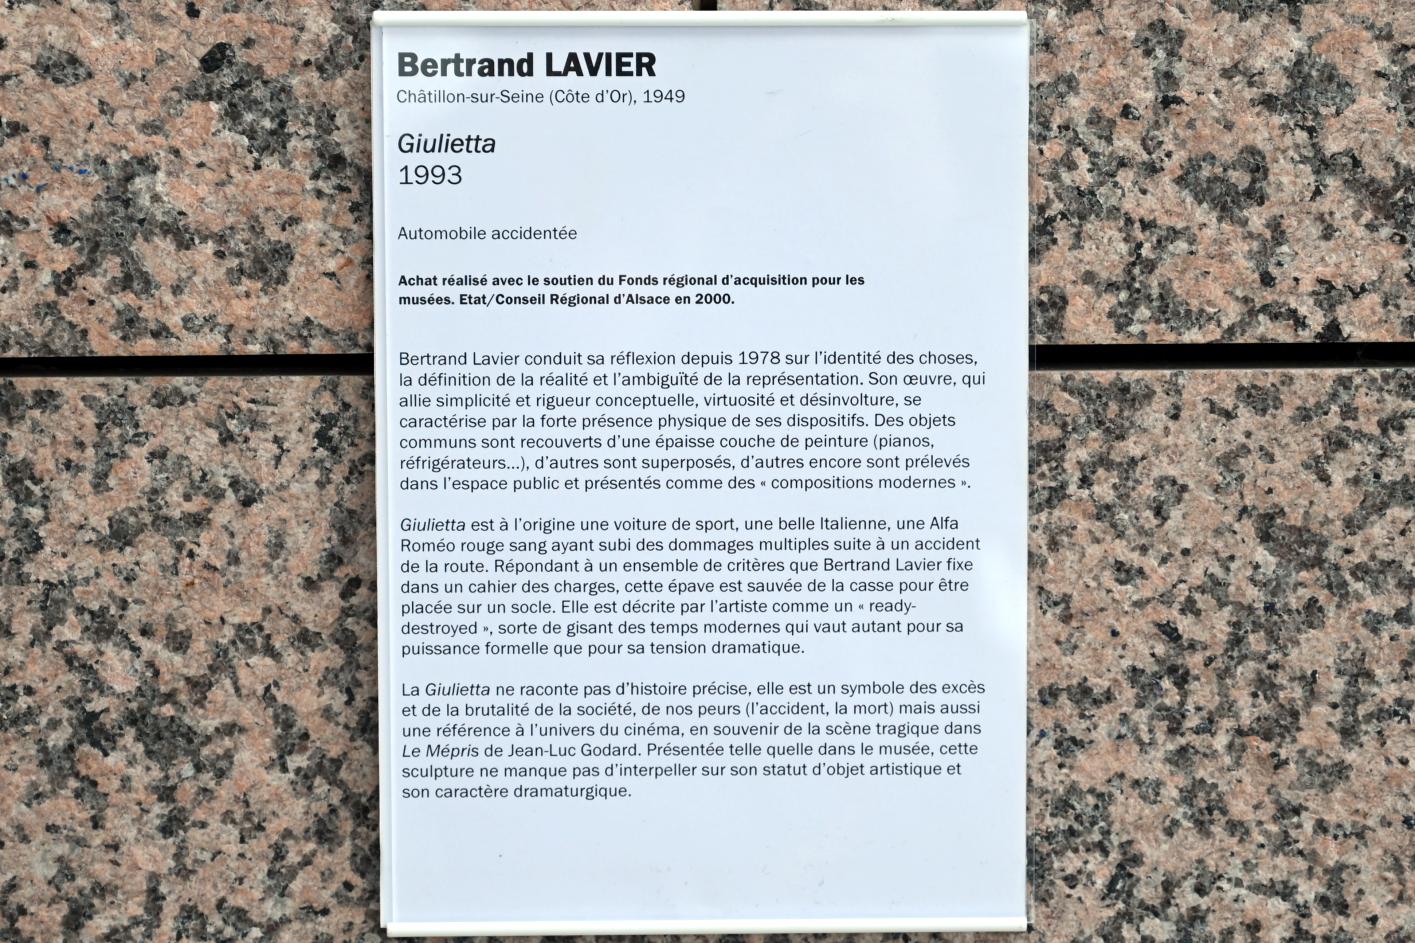 Bertrand LAVIER
Châtillon-sur-Seine (Côte d'Or), 1949
Giulietta
1993
Automobile accidentée
Achat réalisé avec le soutien du Fonds régional d'acquisition pour les
musées. Etat/Conseil Régional d'Alsace en 2000.
Bertrand Lavier conduit sa réflexion depuis 1978 sur l'identité des choses,
la définition de la réalité et l'ambiguïté de la représentation. Son œuvre, qui
allie simplicité et rigueur conceptuelle, virtuosité et désinvolture, se
caractérise par la forte présence physique de ses dispositifs. Des objets
communs sont recouverts d'une épaisse couche de peinture (pianos,
réfrigérateurs...), d'autres sont superposés, d'autres encore sont prélevés
dans l'espace public et présentés comme des « compositions modernes ».
Giulietta est à l'origine une voiture de sport, une belle Italienne, une Alfa
Roméo rouge sang ayant subi des dommages multiples suite à un accident
de la route. Répondant à un ensemble de critères que Bertrand Lavier fixe
dans un cahier des charges, cette épave est sauvée de la casse pour être
placée sur un socle. Elle est décrite par l'artiste comme un « ready-
destroyed », sorte de gisant des temps modernes qui vaut autant pour sa
puissance formelle que pour sa tension dramatique.
La Giulietta ne raconte pas d'histoire précise, elle est un symbole des excès
et de la brutalité de la société, de nos peurs (l'accident, la mort) mais aussi
une référence à l'univers du cinéma, en souvenir de la scène tragique dans
Le Mépris de Jean-Luc Godard. Présentée telle quelle dans le musée, cette
sculpture ne manque pas d'interpeller sur son statut d'objet artistique et
son caractère dramaturgique.